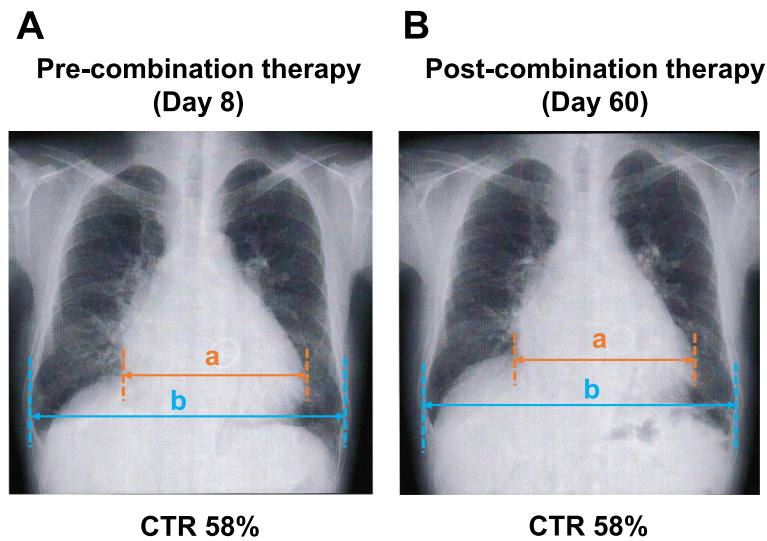 A
Pre-combination therapy
(Day 8)
a
b
CTR 58%
B
Post-combination therapy
(Day 60)
a
b
CTR 58%